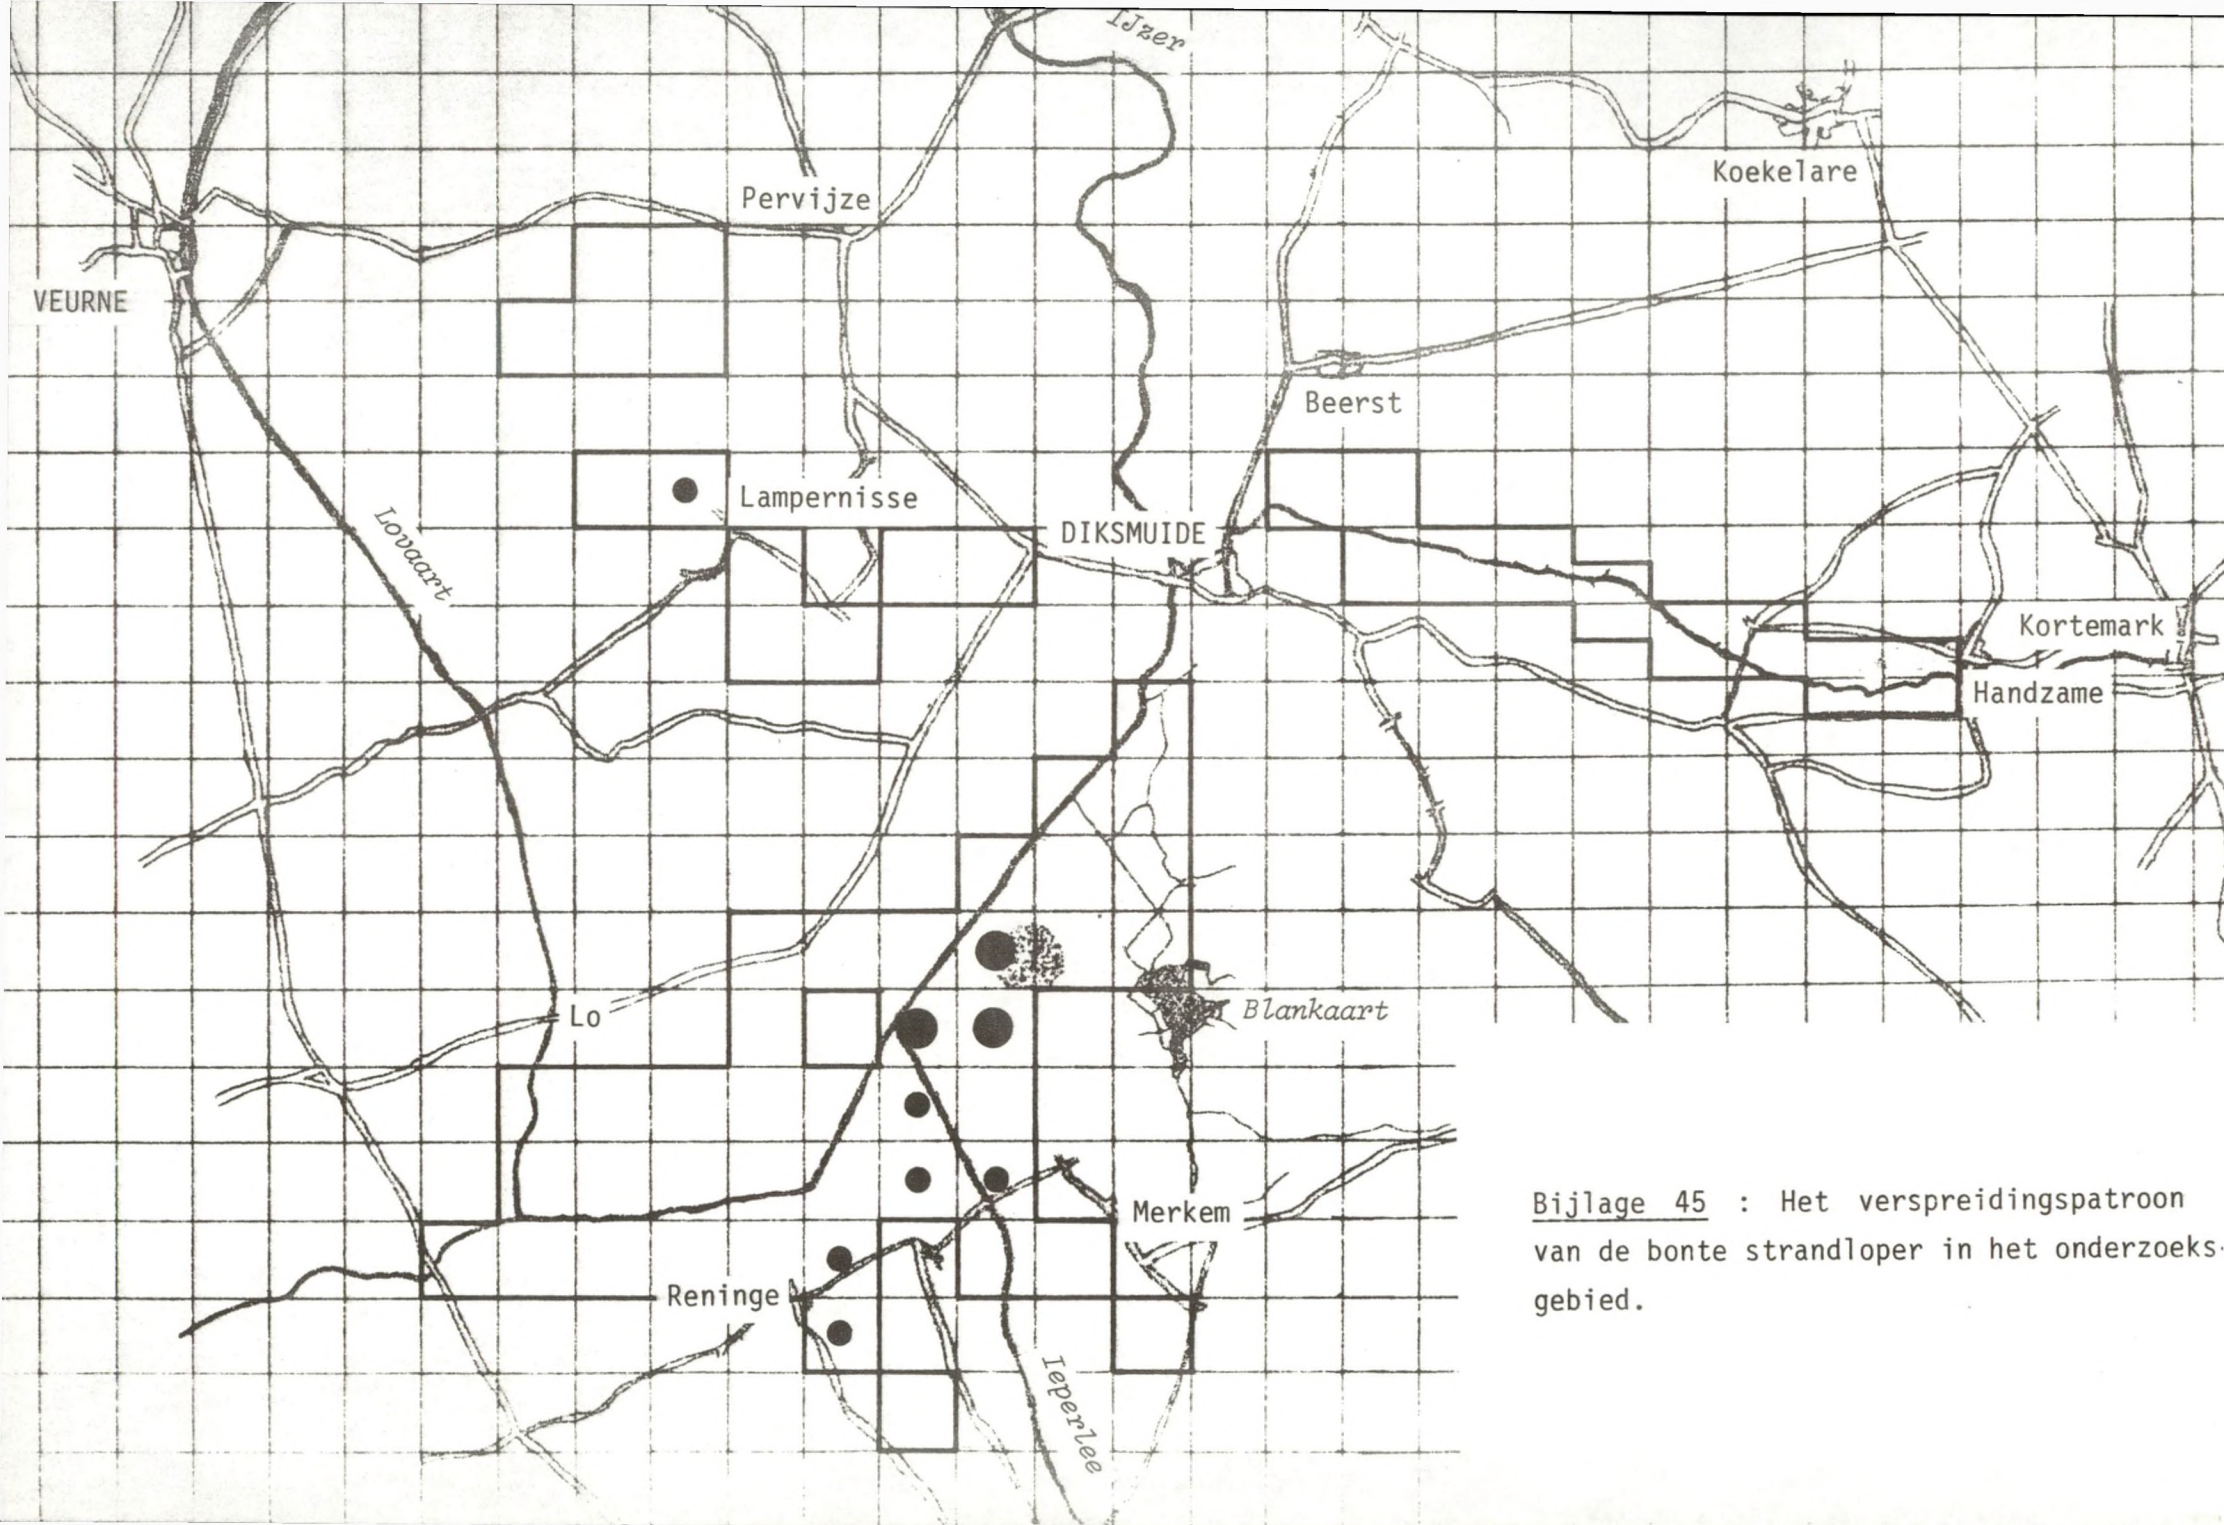 IJzer
Koekelare
Pervijze
VEURNE
Beerst
Lampernisse
Lovaart
DIKSMUIDE
Kortemark
Handzame
Lo
Blankaart
Merkem
Reninge
Ieperlee
Bijlage 45 : Het verspreidingspatroon
van de bonte strandloper in het onderzoeks-
gebied.